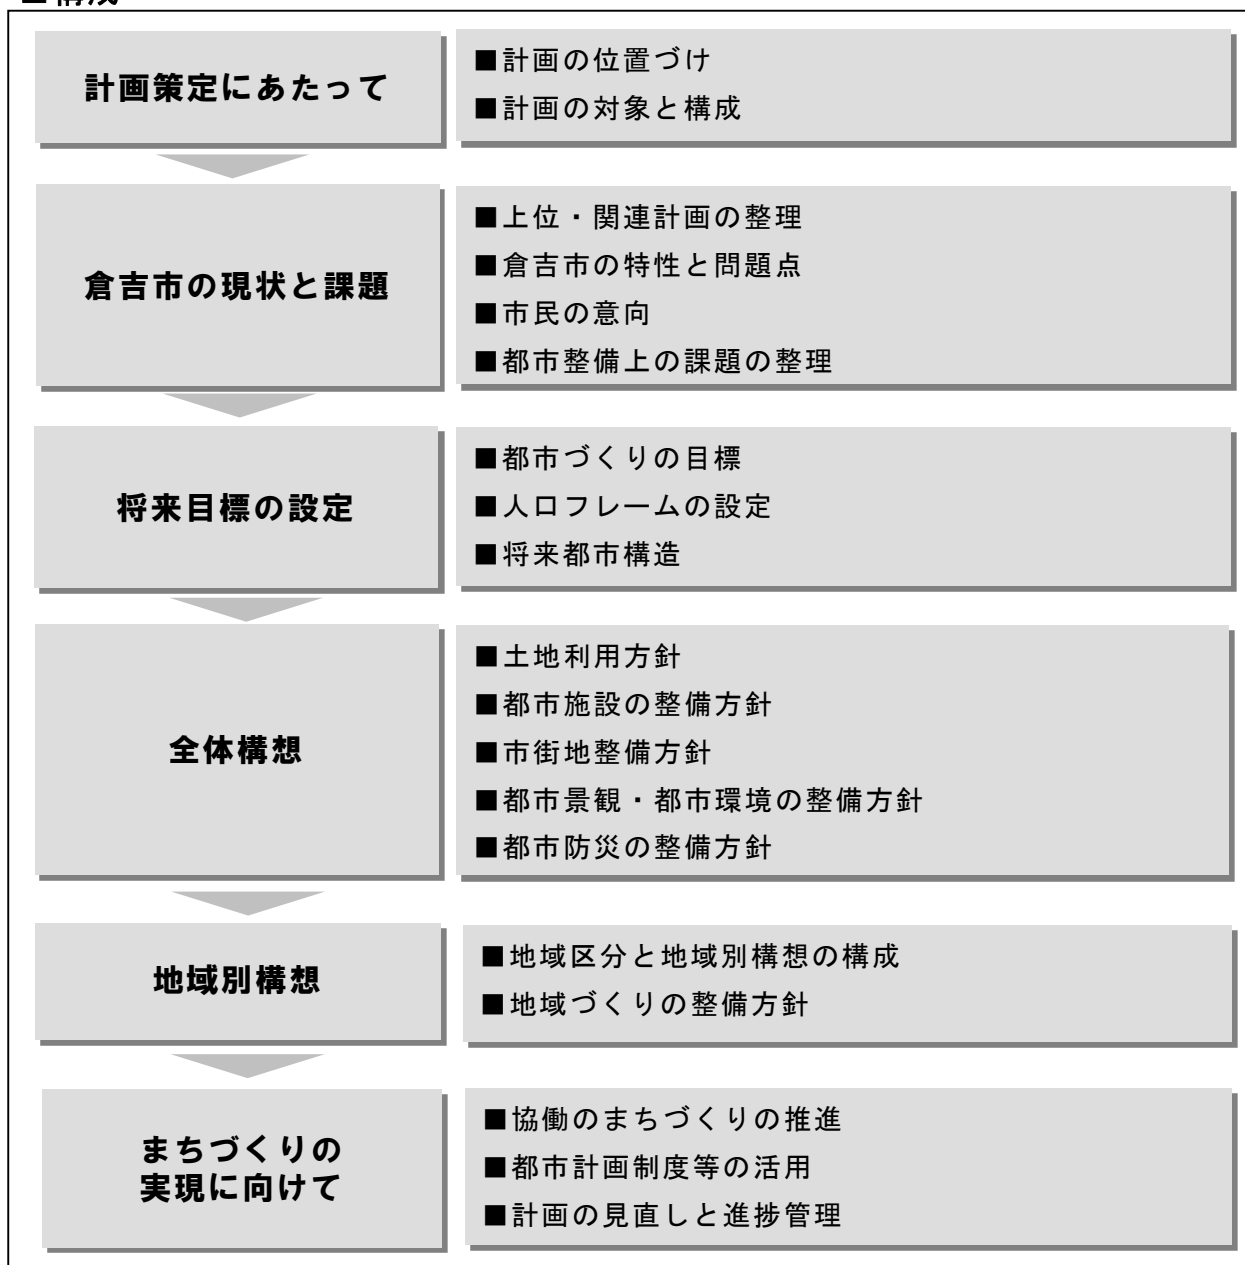 計画策定にあたって
■計画の位置づけ
■計画の対象と構成
倉吉市の現状と課題
■上位・関連計画の整理
■倉吉市の特性と問題点
■市民の意向
■都市整備上の課題の整理
将来目標の設定
■都市づくりの目標
■人口フレームの設定
■将来都市構造
全体構想
■土地利用方針
■都市施設の整備方針
■市街地整備方針
■都市景観・都市環境の整備方針
■都市防災の整備方針
地域別構想
■地域区分と地域別構想の構成
■地域づくりの整備方針
まちづくりの
実現に向けて
■協働のまちづくりの推進
■都市計画制度等の活用
■計画の見直しと進捗管理